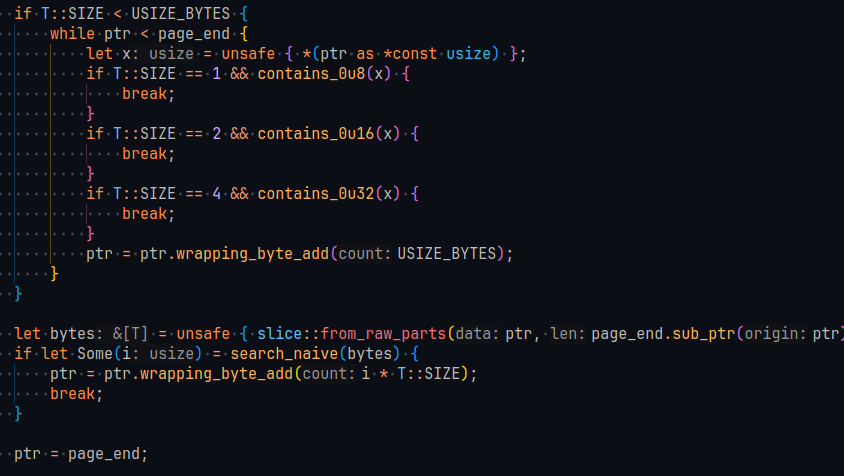 if T::SIZE < USIZE_BYTES {
while ptr < page_end {
let x: usize = unsafe { *(ptr as *const usize) };
if T::SIZE == 1 && contains_0u8(x) {
break;
}
if T::SIZE == 2 && contains_0u16(x) {
break;
}
if T::SIZE == 4 && contains_0u32(x) {
break;
}
ptr = ptr.wrapping_byte_add(count: USIZE_BYTES);
}
}
let bytes: &[T] = unsafe { slice::from_raw_parts(data: ptr, len: page_end.sub_ptr(origin: ptr)
if let Some(i: usize) = search_naive(bytes) {
ptr = ptr.wrapping_byte_add(count: i * T::SIZE);
break;
}
ptr = page_end;